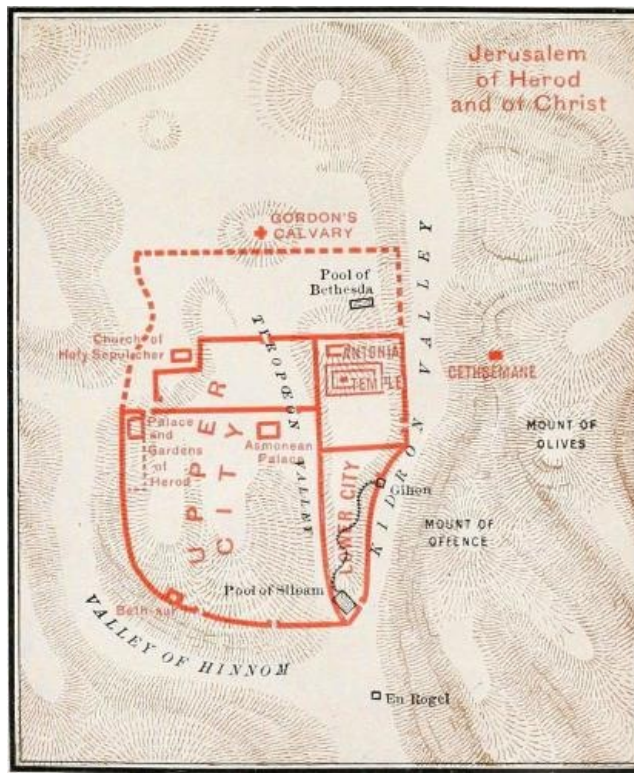 Jerusalem
of Herod
and of Christ
GORDON'S
CALVARY
Pool of
Bethesda
KIDRON VALLEY
TYROPŒON VALLEY
Church of
Holy Sepulcher
ANTONIA
TEMPLE
GETHSEMANE
Palace
and
Gardens
of
Herod
UPPER
CITY
Asmonean
Palace
MOUNT OF
OLIVES
LOWER CITY
Gihon
MOUNT OF
OFFENCE
Pool of Siloam
VALLEY OF HINNOM
En Rogel